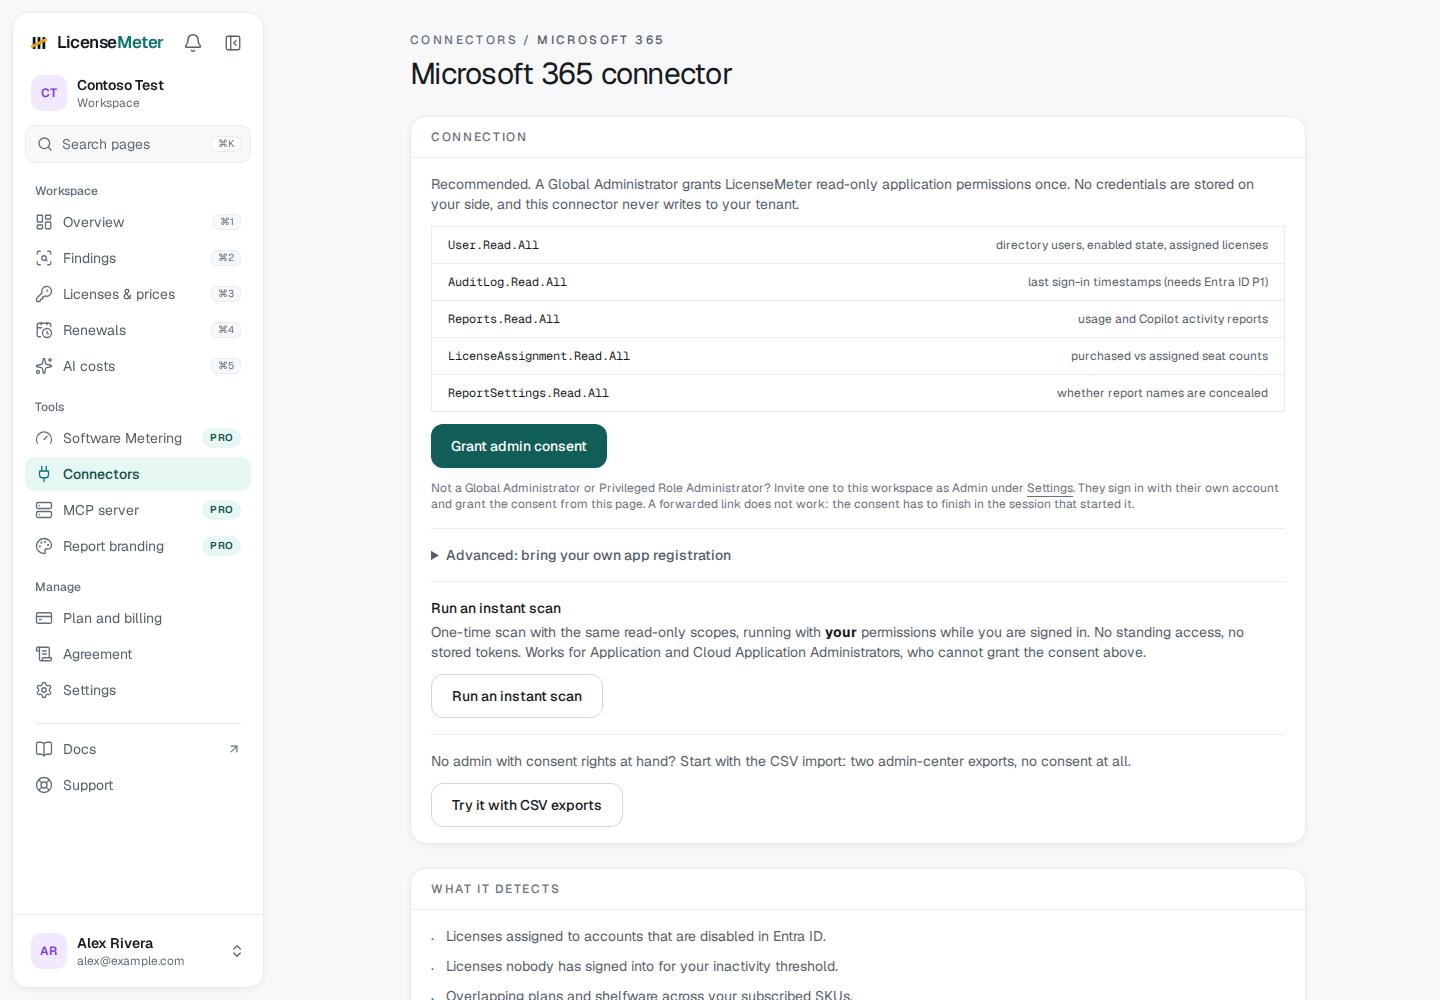 LicenseMeter
CT
Contoso Test
Workspace
Search pages
⌘K
Workspace
Overview
⌘1
Findings
⌘2
Licenses & prices
⌘3
Renewals
⌘4
AI costs
⌘5
Tools
Software Metering
PRO
Connectors
MCP server
PRO
Report branding
PRO
Manage
Plan and billing
Agreement
Settings
Docs
Support
AR
Alex Rivera
alex@example.com
CONNECTORS / MICROSOFT 365
Microsoft 365 connector
CONNECTION
Recommended. A Global Administrator grants LicenseMeter read-only application permissions once. No credentials are stored on
your side, and this connector never writes to your tenant.
User.Read.All
directory users, enabled state, assigned licenses
AuditLog.Read.All
last sign-in timestamps (needs Entra ID P1)
Reports.Read.All
usage and Copilot activity reports
LicenseAssignment.Read.All
purchased vs assigned seat counts
ReportSettings.Read.All
whether report names are concealed
Grant admin consent
Not a Global Administrator or Privileged Role Administrator? Invite one to this workspace as Admin under Settings. They sign in with their own account
and grant the consent from this page. A forwarded link does not work: the consent has to finish in the session that started it.
Advanced: bring your own app registration
Run an instant scan
One-time scan with the same read-only scopes, running with your permissions while you are signed in. No standing access, no
stored tokens. Works for Application and Cloud Application Administrators, who cannot grant the consent above.
Run an instant scan
No admin with consent rights at hand? Start with the CSV import: two admin-center exports, no consent at all.
Try it with CSV exports
WHAT IT DETECTS
· Licenses assigned to accounts that are disabled in Entra ID.
· Licenses nobody has signed into for your inactivity threshold.
· Overlapping plans and shelfware across your subscribed SKUs.